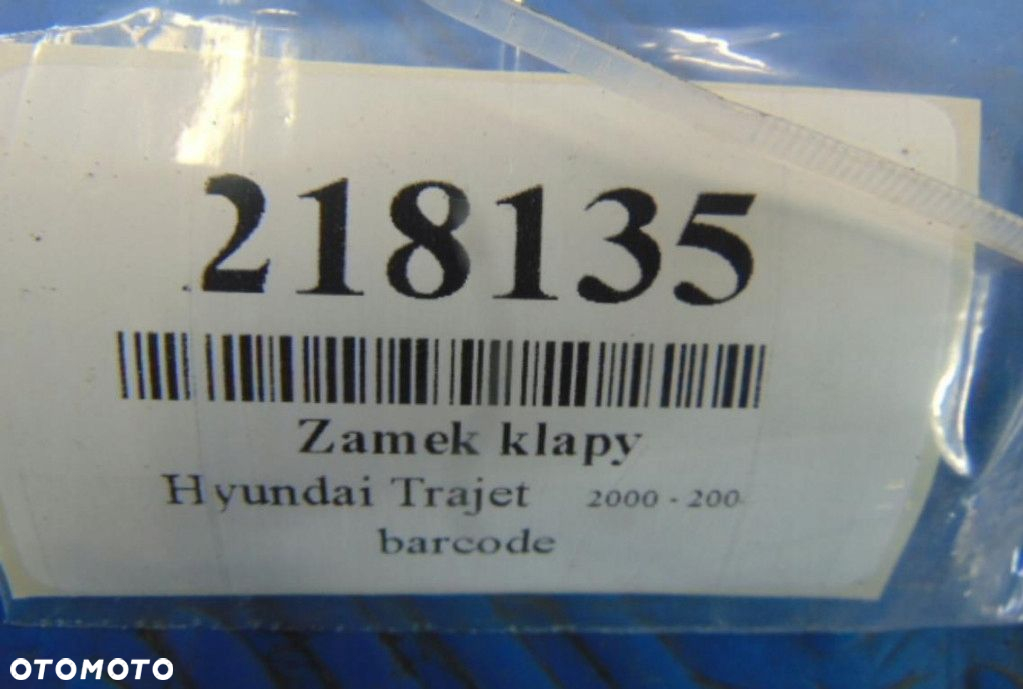 218135
Zamek klapy
Hyundai Trajet 2000 - 200
barcode
OTOMOTO